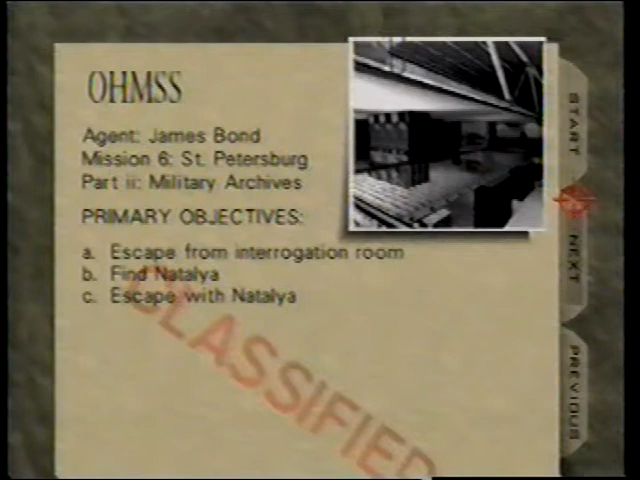 OHMSS
Agent: James Bond
Mission 6: St. Petersburg
Part ii: Military Archives
PRIMARY OBJECTIVES:
a. Escape from interrogation room
b. Find Natalya
c. Escape with Natalya
CLASSIFIED
START
NEXT
PREVIOUS